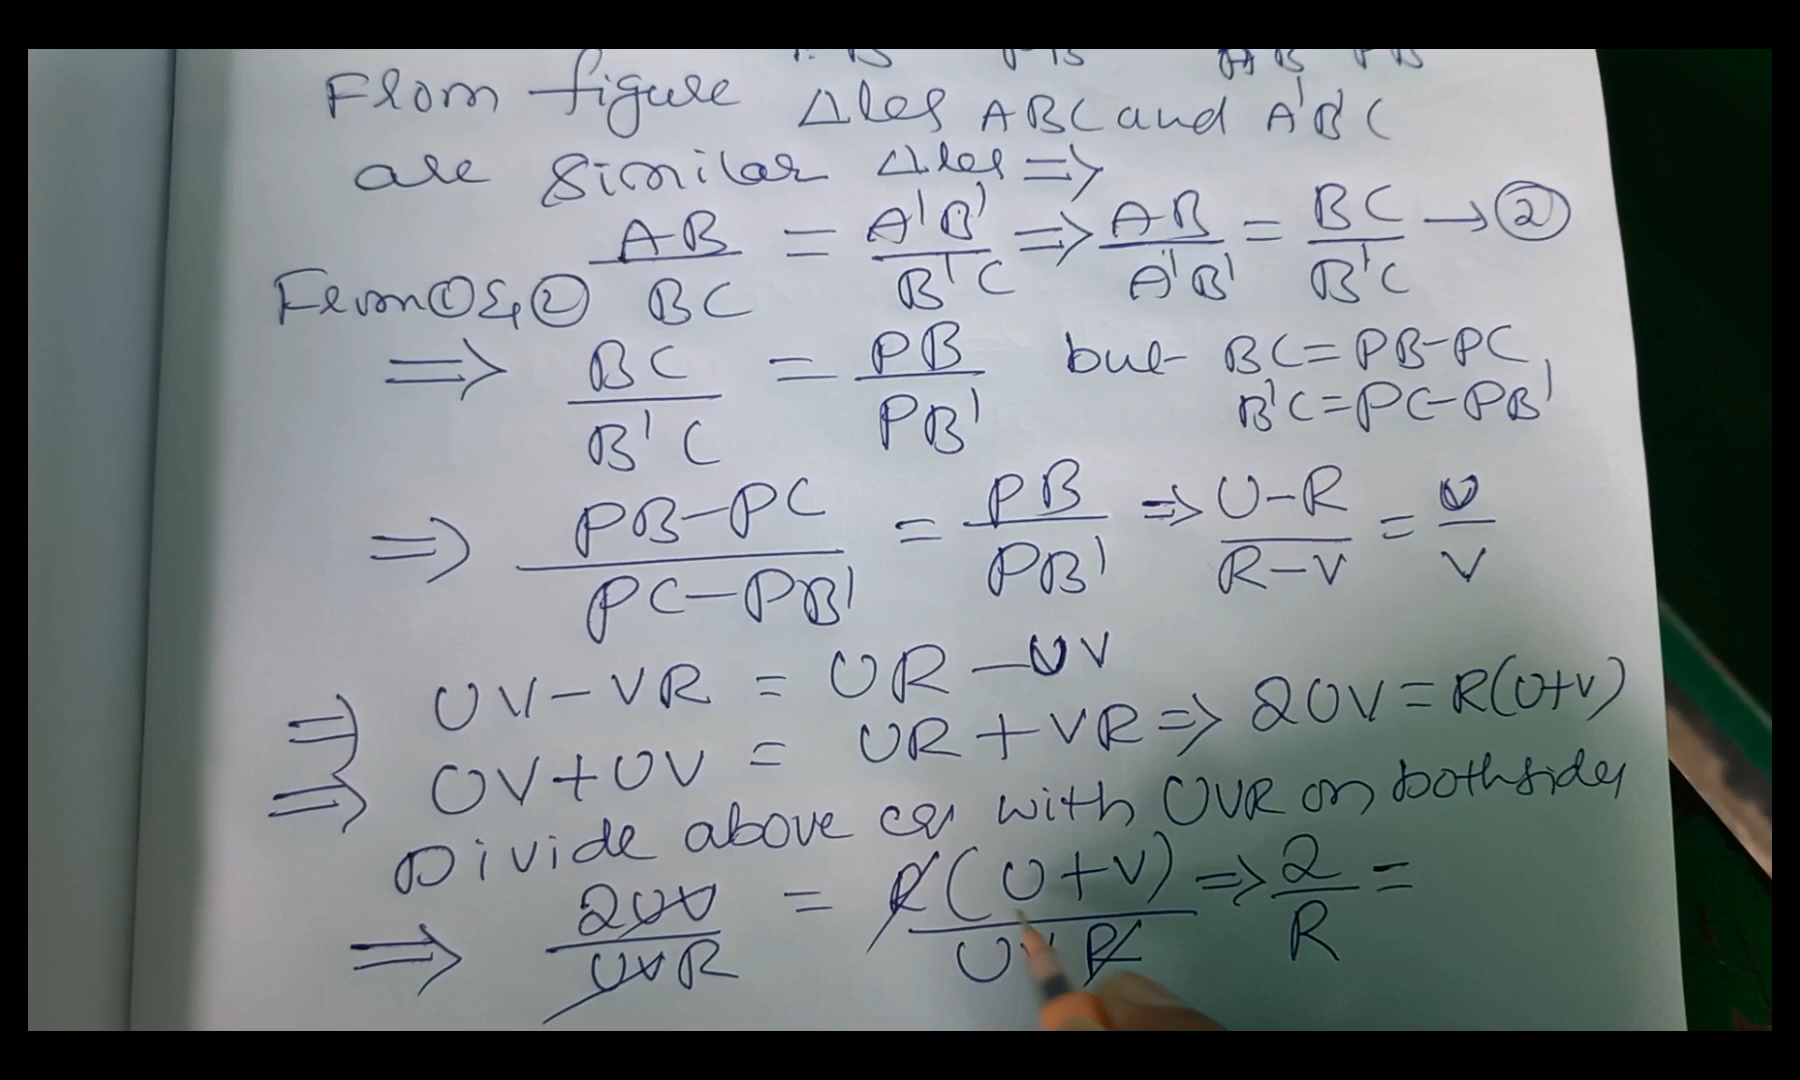 From figure Δles ABC and A'B'C
are similar Δles ⇒
AB/BC = A'B'/B'C ⇒ AB/A'B' = BC/B'C → ②
From ① & ②
⇒ BC/B'C = PB/PB' but BC = PB-PC,
B'C = PC-PB'
⇒ PB-PC/PC-PB' = PB/PB' ⇒ U-R/R-V = U/V
⇒ UV-VR = UR-UV
⇒ UV+UV = UR+VR ⇒ 2UV = R(U+V)
Divide above eq with UVR on bothsides
⇒ 2UV/UVR = R(U+V)/UVR ⇒ 2/R =